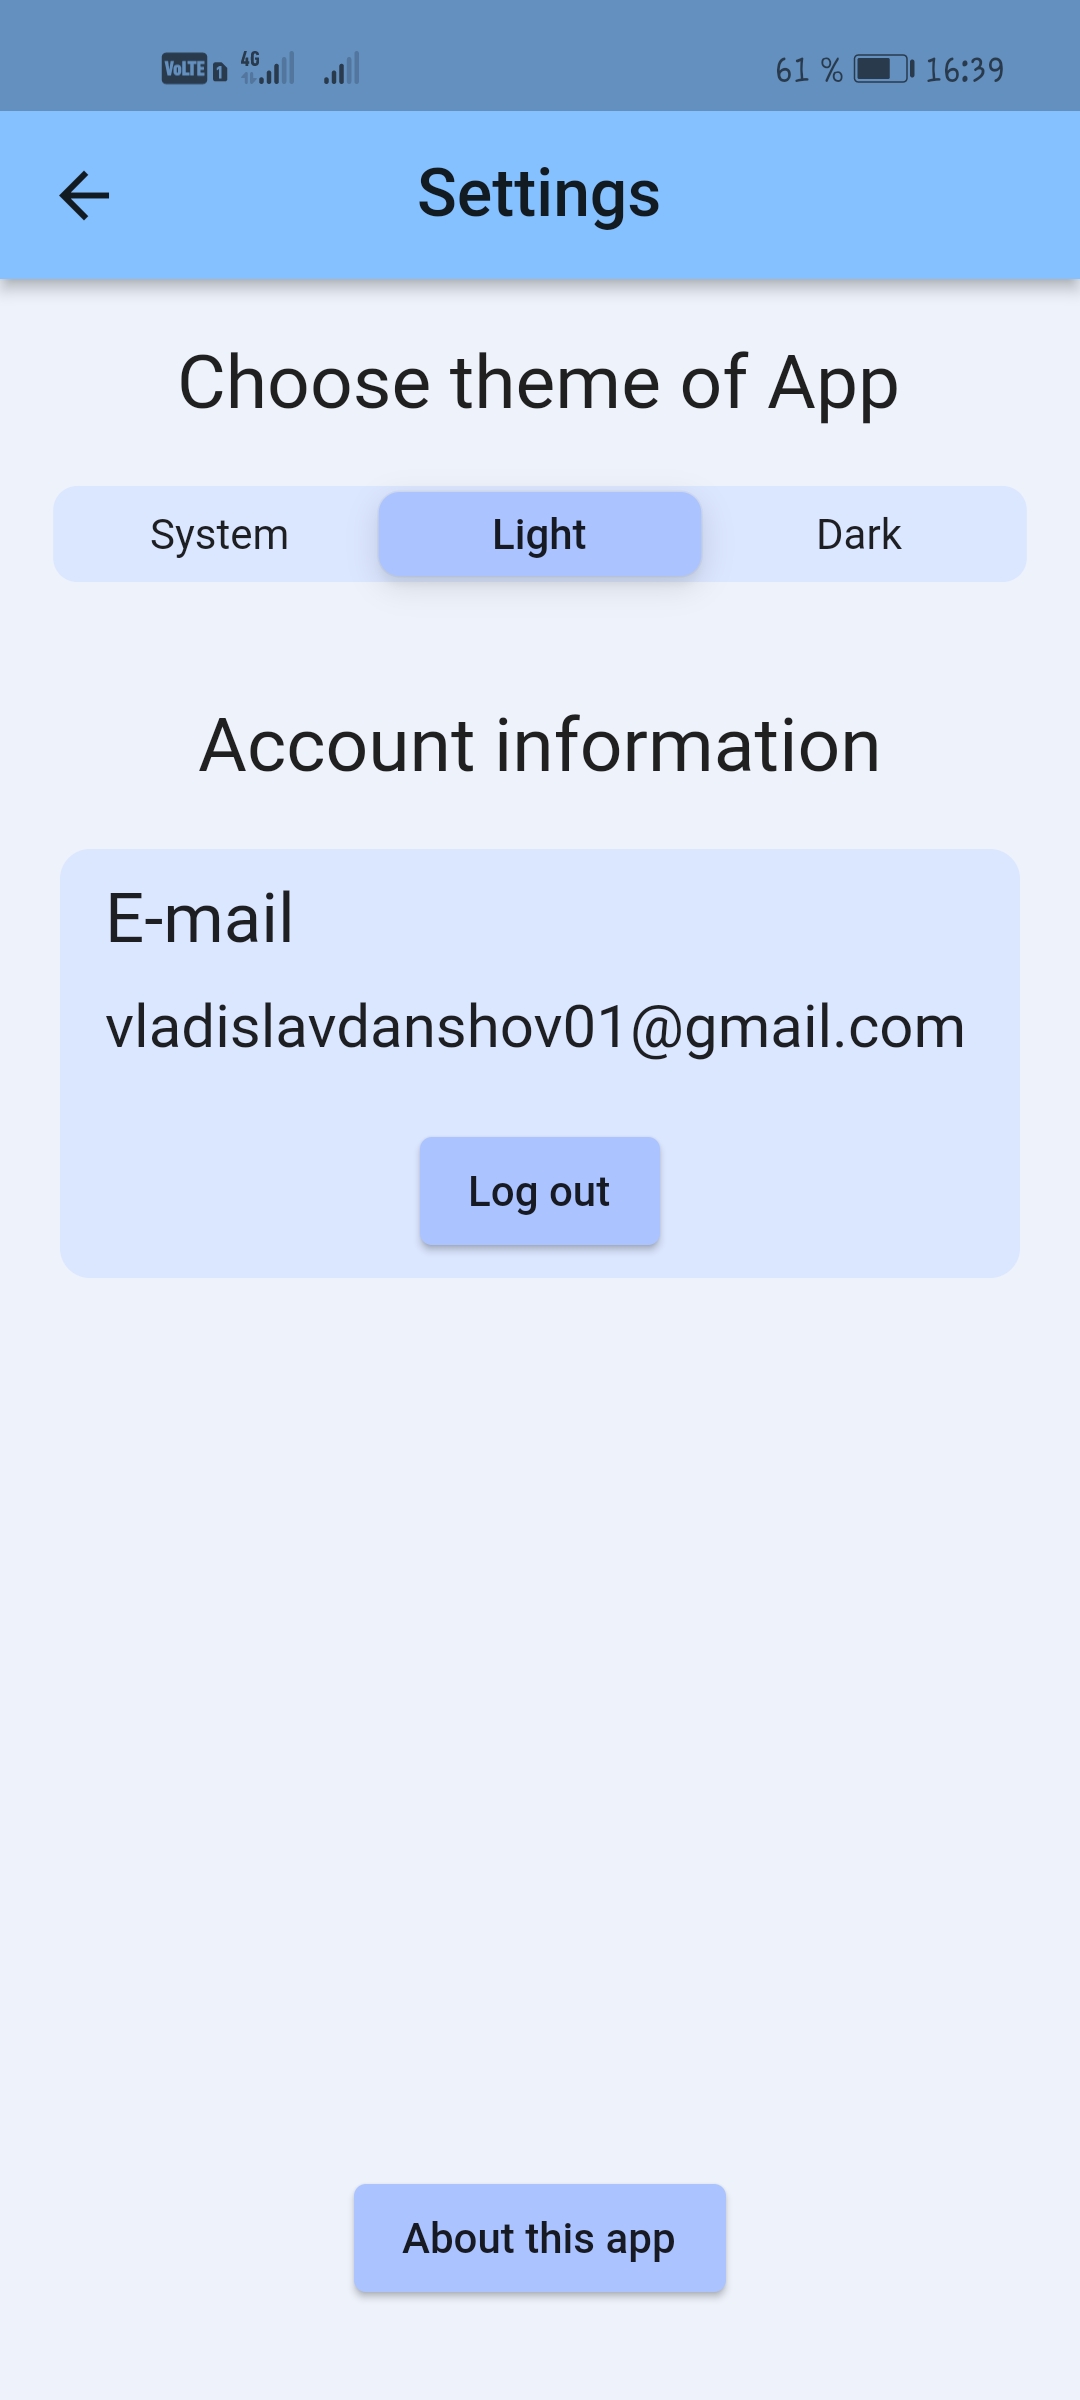 VoLTE 1 4G 61 % 16:39
Settings
Choose theme of App
System Light Dark
Account information
E-mail
vladislavdanshov01@gmail.com
Log out
About this app